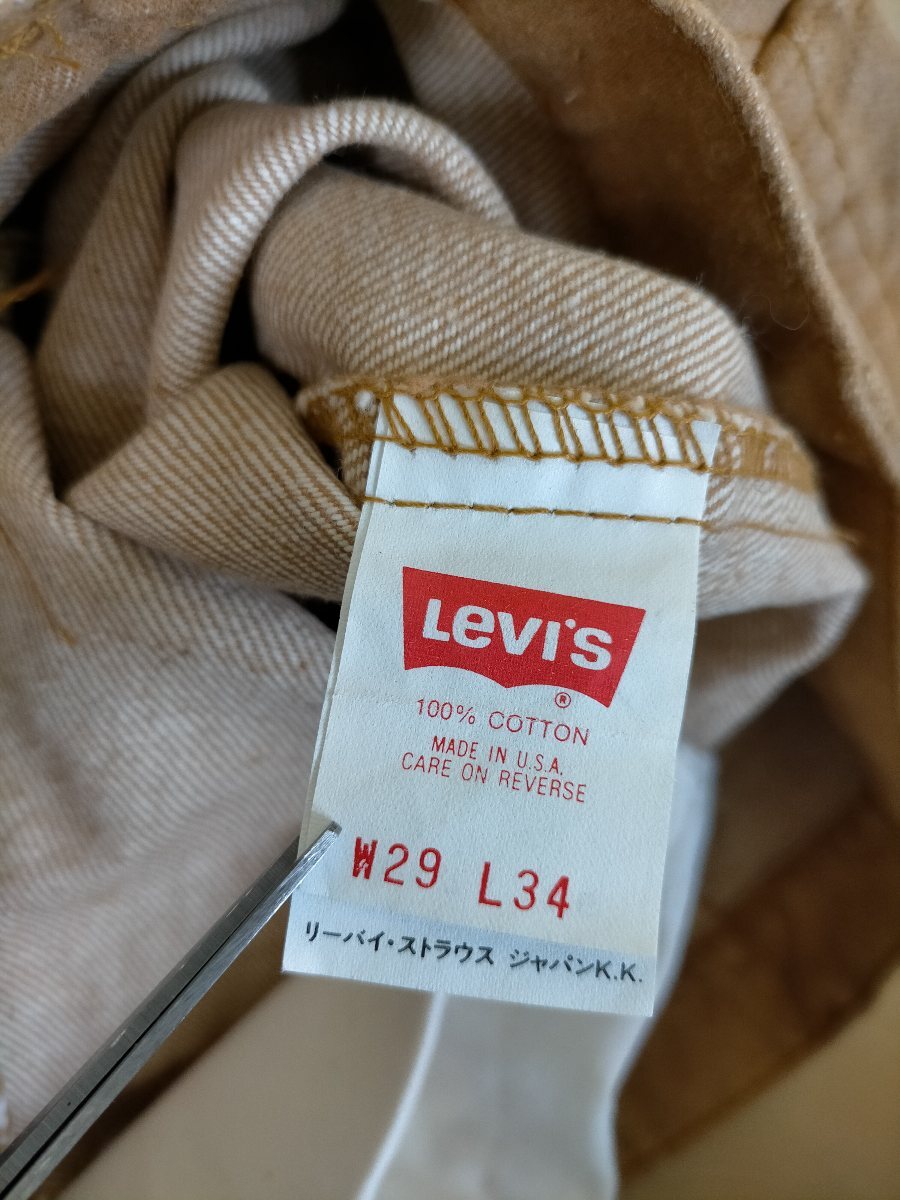 Levi's
®
100% COTTON
MADE IN U.S.A.
CARE ON REVERSE
W29 L34
リーバイ・ストラウス ジャパンK.K.